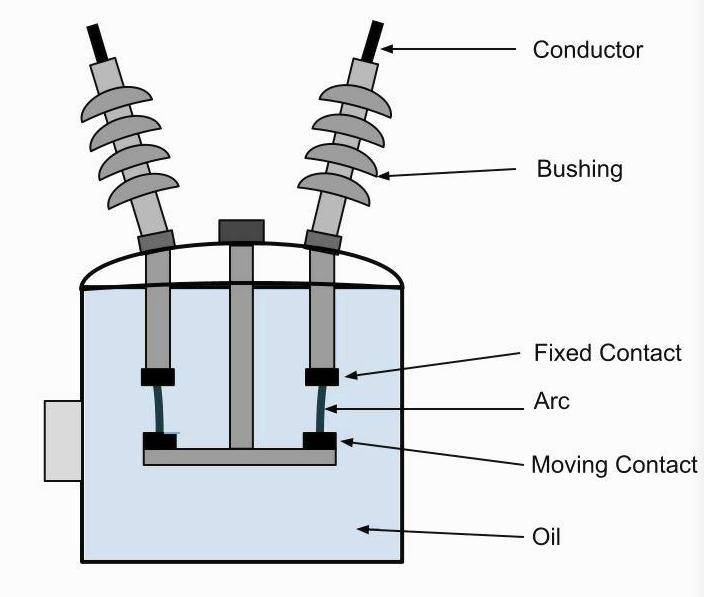 Conductor
Bushing
Fixed Contact
Arc
Moving Contact
Oil